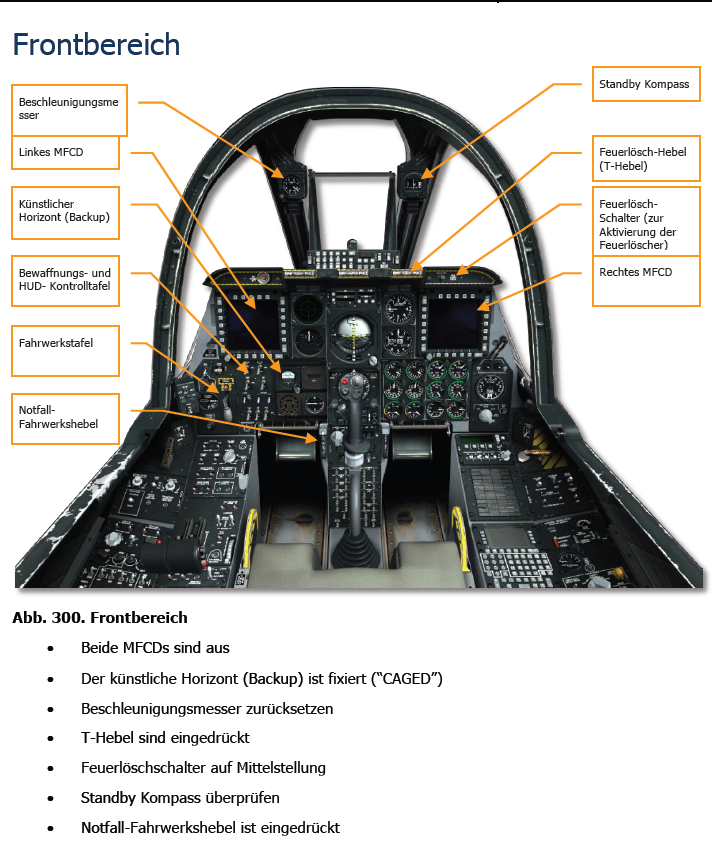 Frontbereich
Beschleunigungsme
sser
Linkes MFCD
Künstlicher
Horizont (Backup)
Bewaffnungs- und
HUD- Kontrolltafel
Fahrwerkstafel
Notfall-
Fahrwerkshebel
Standby Kompass
Feuerlösch-Hebel
(T-Hebel)
Feuerlösch-
Schalter (zur
Aktivierung der
Feuerlöscher)
Rechtes MFCD
Abb. 300. Frontbereich
• Beide MFCDs sind aus
• Der künstliche Horizont (Backup) ist fixiert (“CAGED”)
• Beschleunigungsmesser zurücksetzen
• T-Hebel sind eingedrückt
• Feuerlöschschalter auf Mittelstellung
• Standby Kompass überprüfen
• Notfall-Fahrwerkshebel ist eingedrückt